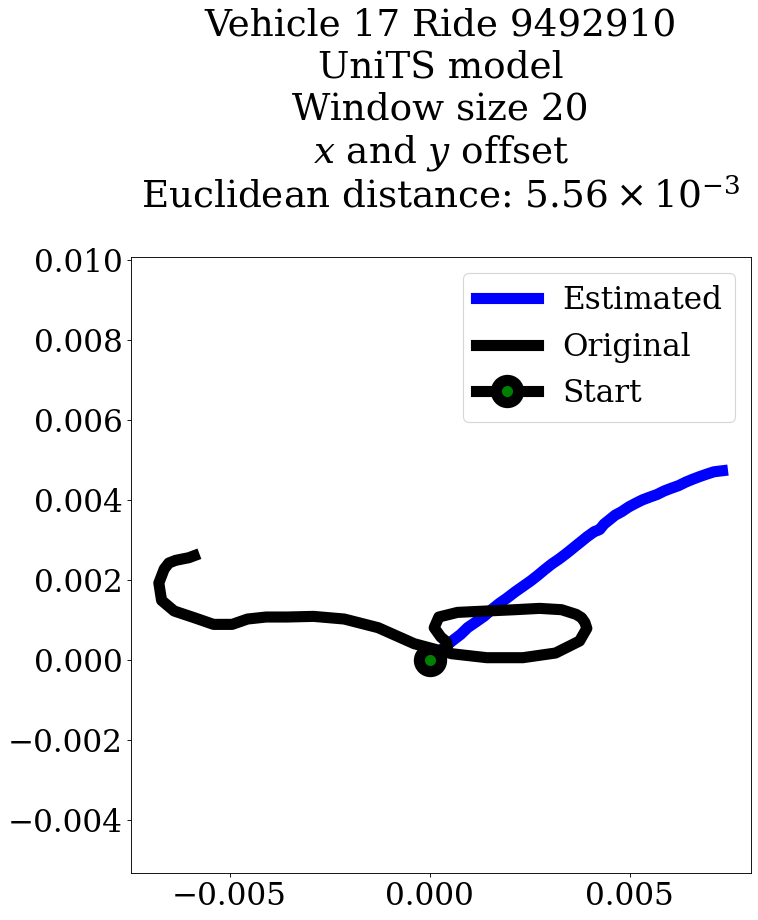 Vehicle 17 Ride 9492910
UniTS model
Window size 20
x and y offset
Euclidean distance: 5.56 × 10⁻³
0.010
0.008
0.006
0.004
0.002
0.000
−0.002
−0.004
Estimated
Original
Start
−0.005
0.000
0.005